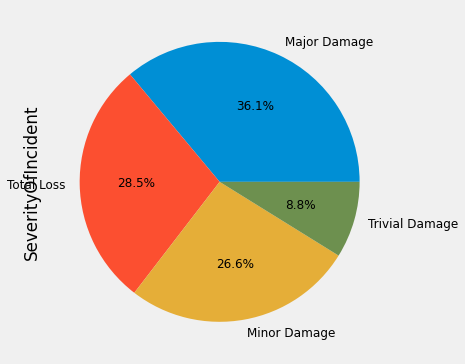 Major Damage
36.1%
Total Loss
28.5%
SeverityOfIncident
8.8%
Trivial Damage
26.6%
Minor Damage